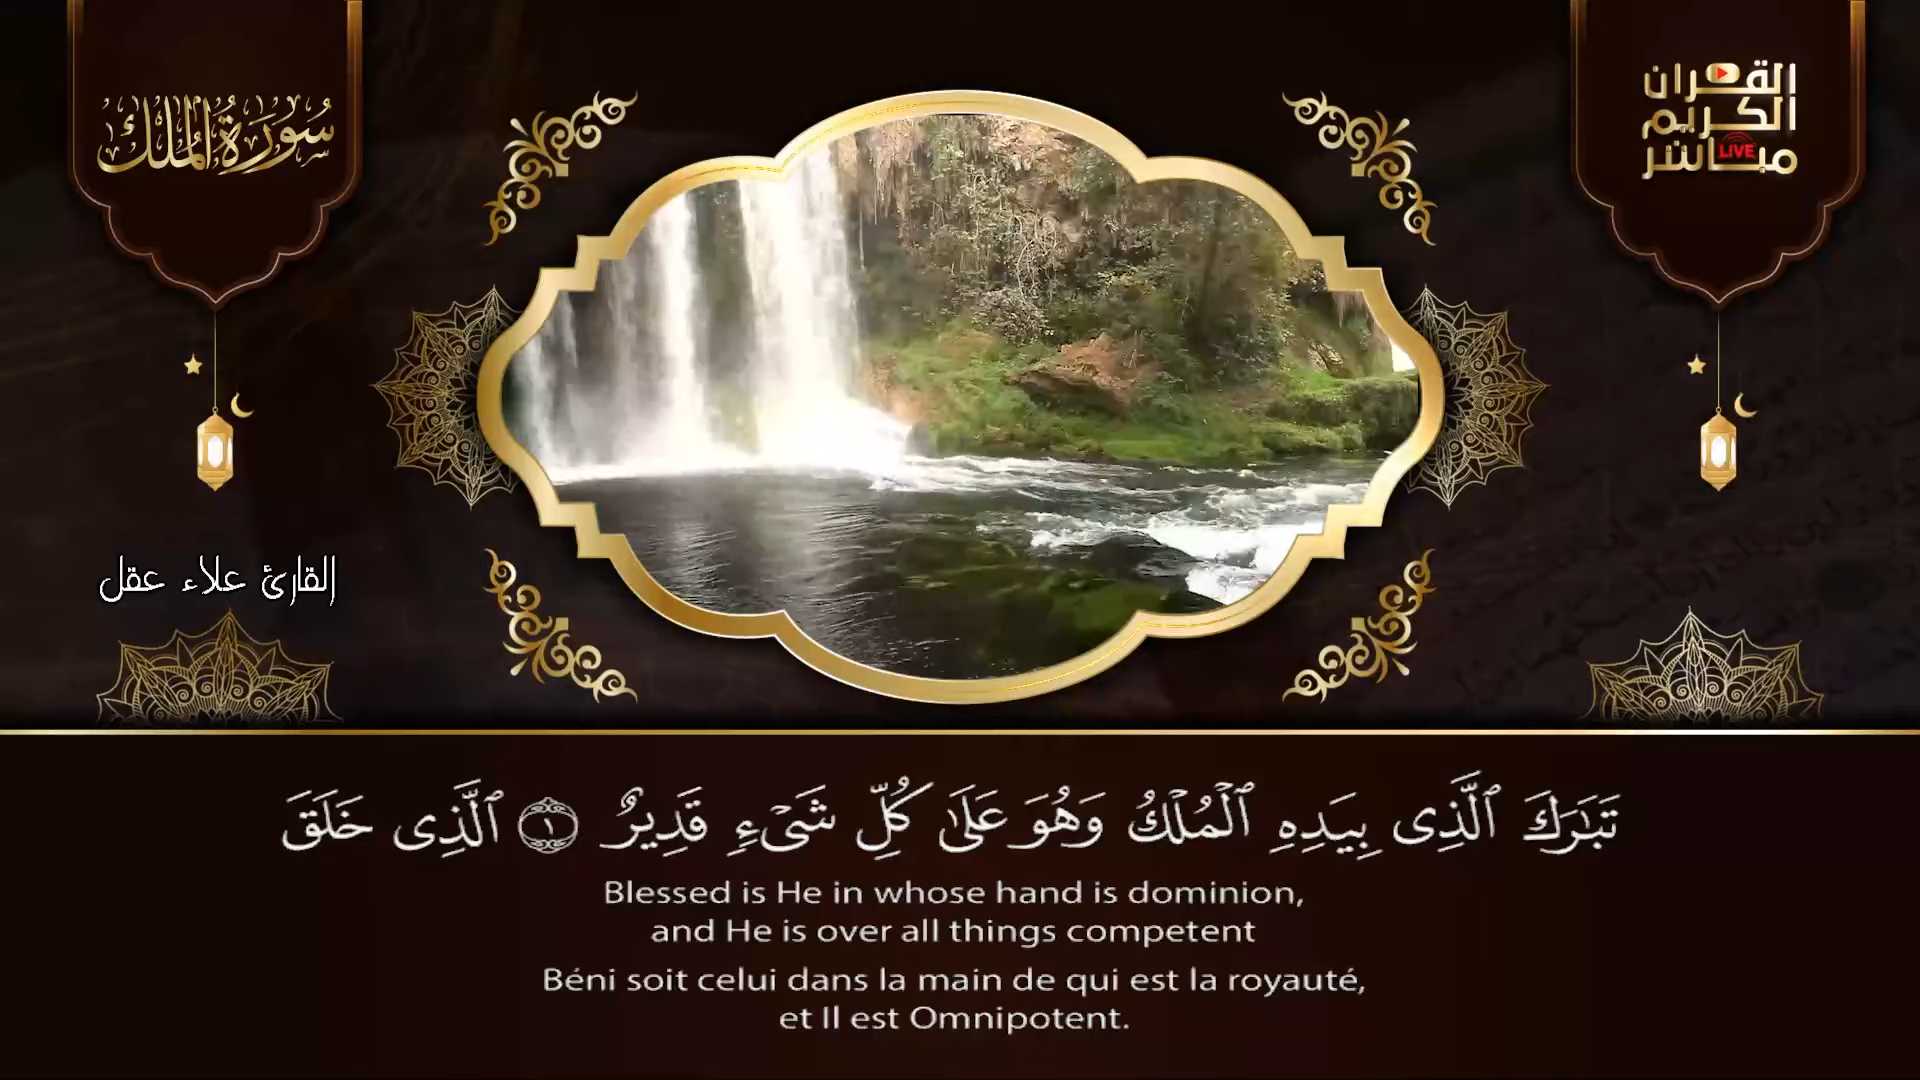 سُورَةُ المُلك
القرآن
الكريم
مباشر
LIVE
القارئ علاء عقل
تَبَٰرَكَ ٱلَّذِى بِيَدِهِ ٱلْمُلْكُ وَهُوَ عَلَىٰ كُلِّ شَىْءٍ قَدِيرٌ ١ ٱلَّذِى خَلَقَ
Blessed is He in whose hand is dominion,
and He is over all things competent
Béni soit celui dans la main de qui est la royauté,
et Il est Omnipotent.